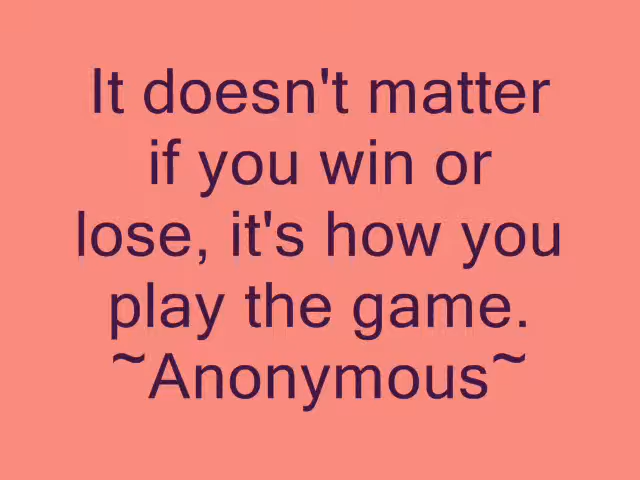 It doesn't matter
if you win or
lose, it's how you
play the game.
~Anonymous~